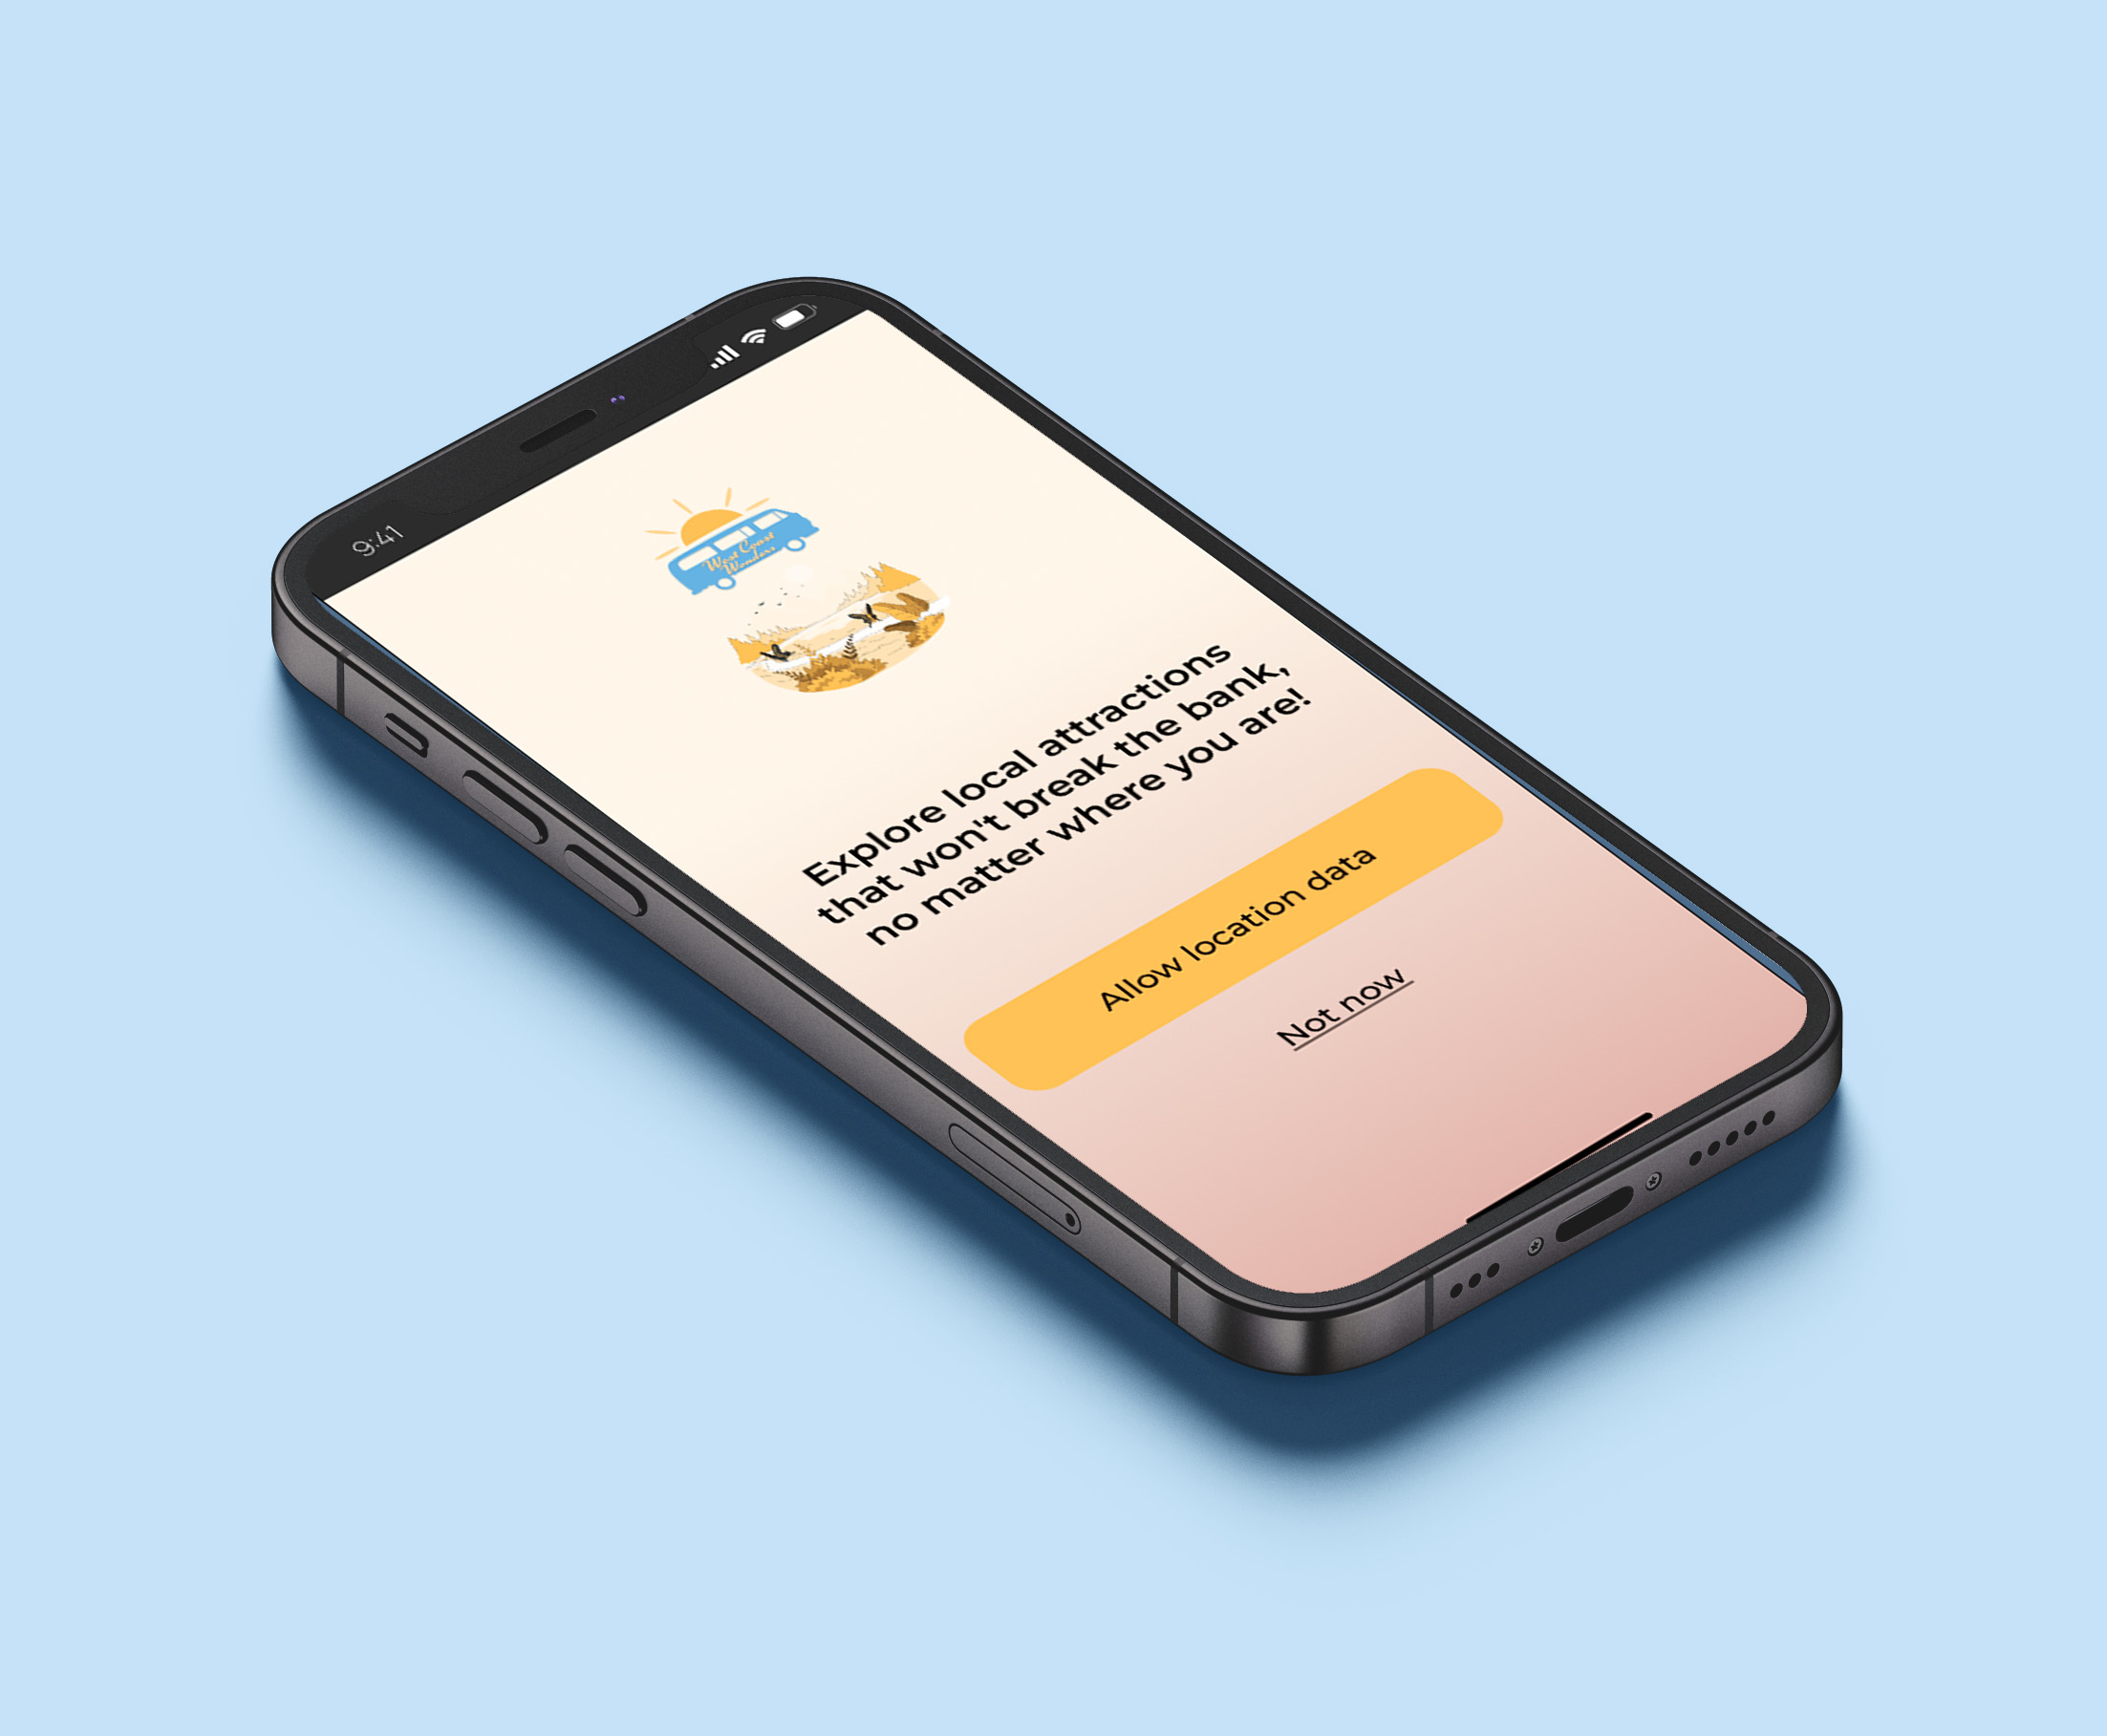 9:41
West Coast
Wonders
Explore local attractions
that won't break the bank,
no matter where you are!
Allow location data
Not now